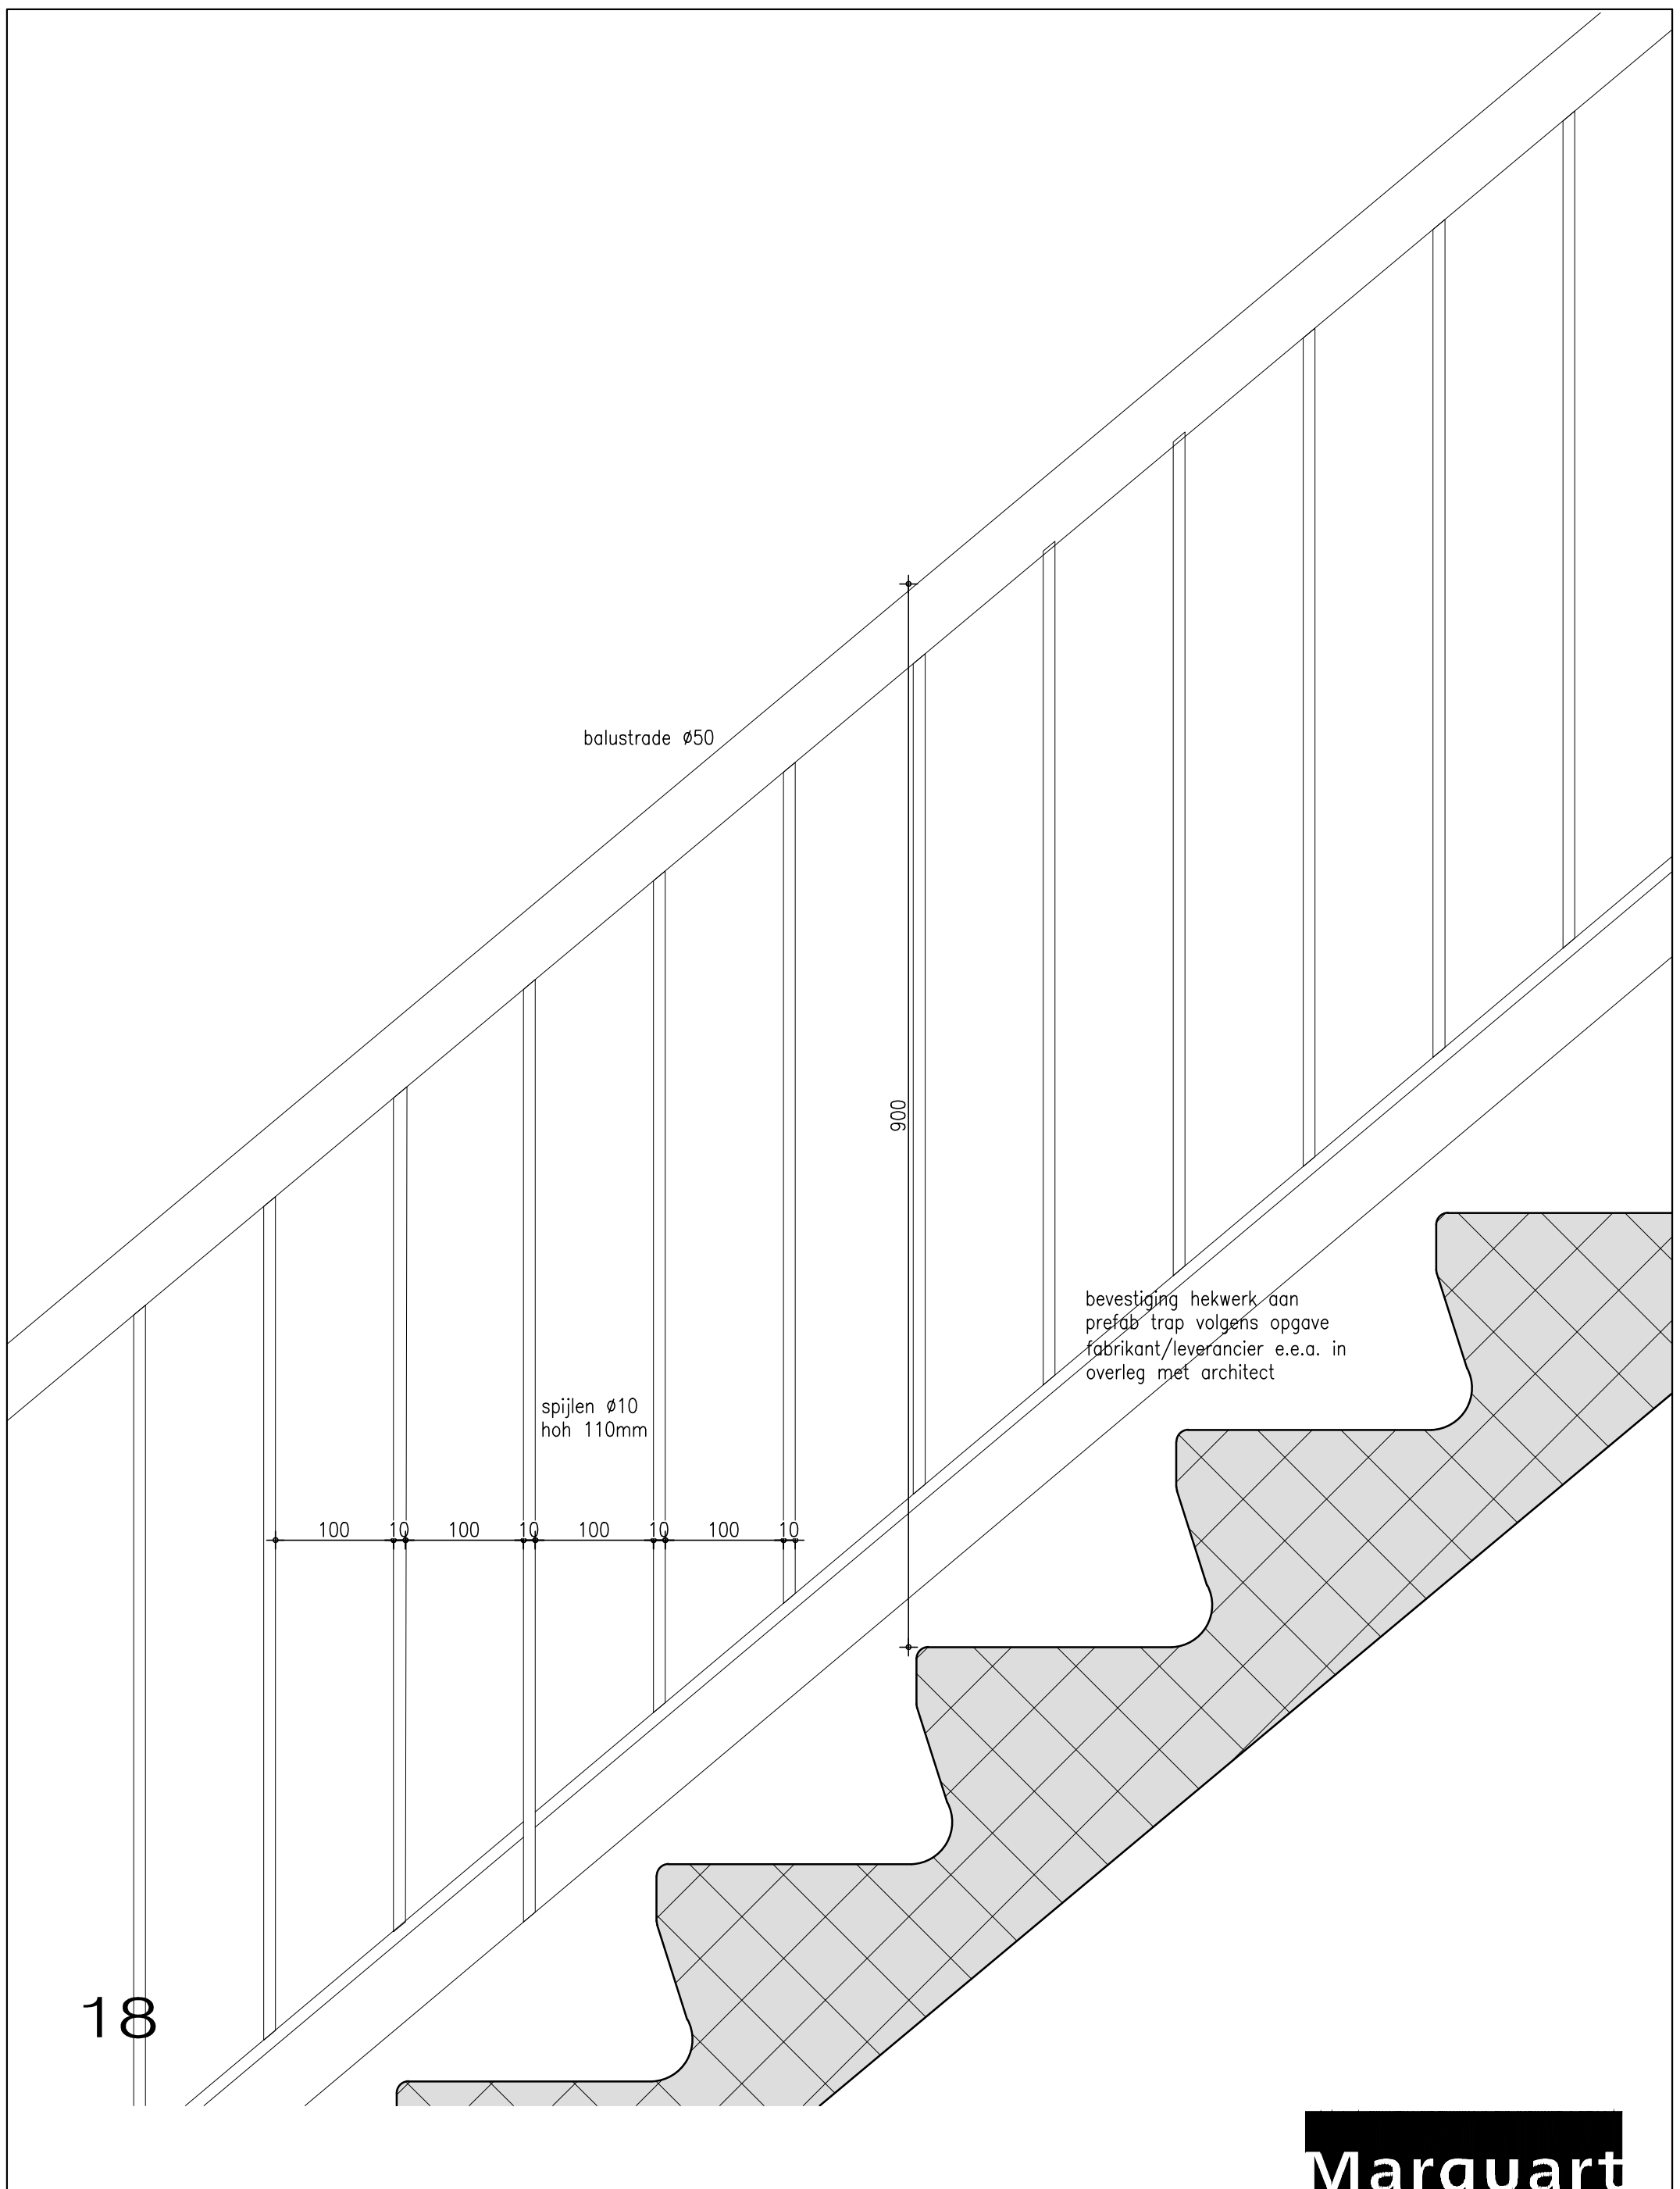 balustrade ø50
900
bevestiging hekwerk aan
prefab trap volgens opgave
fabrikant/leverancier e.e.a. in
overleg met architect
spijlen ø10
hoh 110mm
100 10 100 10 100 10 100 10
18
Marquart